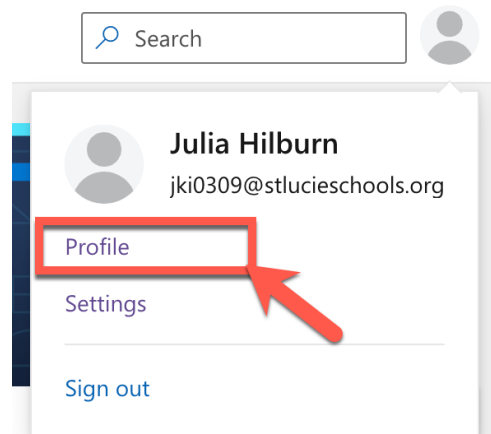 Search
Julia Hilburn
jki0309@stlucieschools.org
Profile
Settings
Sign out